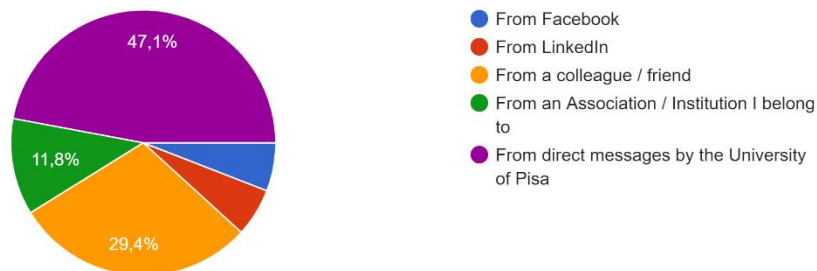 47,1%
11,8%
29,4%
From Facebook
From LinkedIn
From a colleague / friend
From an Association / Institution I belong
to
From direct messages by the University
of Pisa